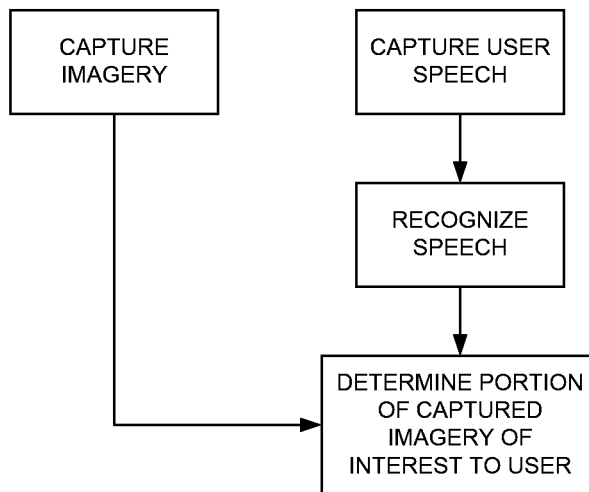 CAPTURE
IMAGERY
CAPTURE USER
SPEECH
RECOGNIZE
SPEECH
DETERMINE PORTION
OF CAPTURED
IMAGERY OF
INTEREST TO USER